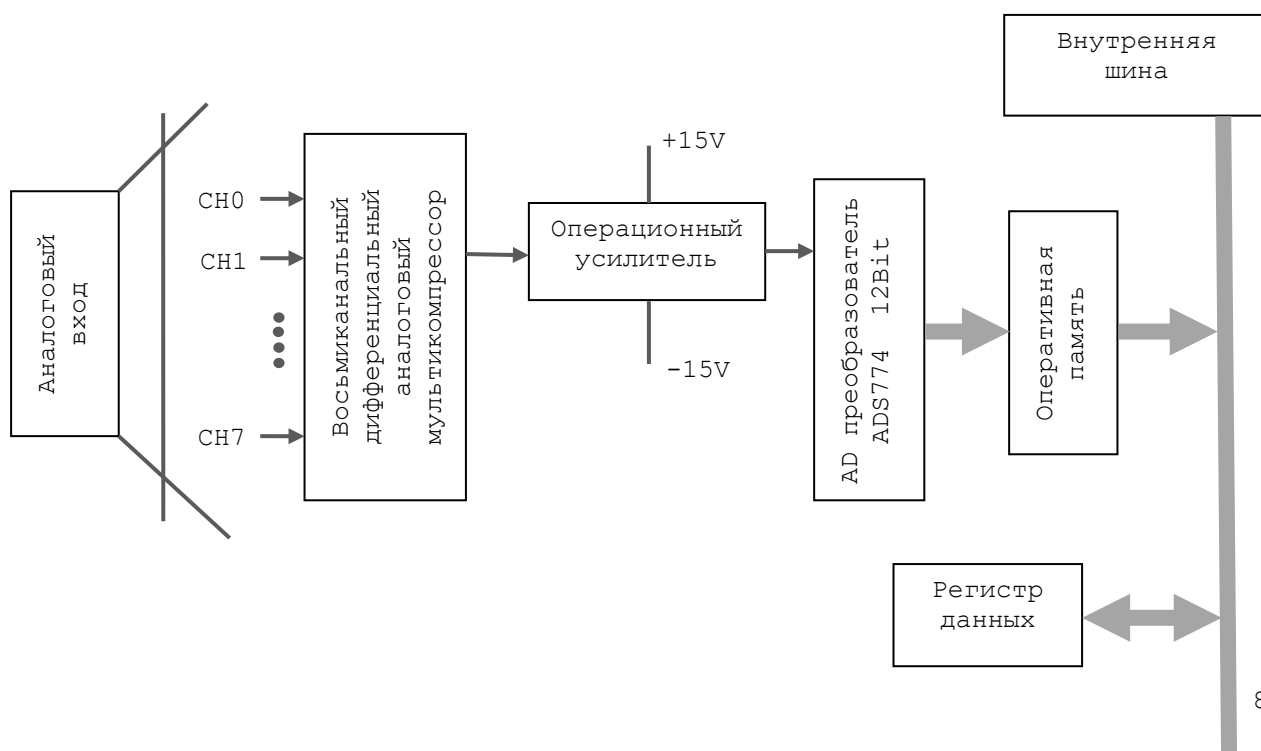 Внутренняя
шина
Аналоговый
вход
CH0
CH1
CH7
Восьмиканальный
дифференциальный
аналоговый
мультикомпрессор
+15V
Операционный
усилитель
-15V
AD преобразователь
ADS774 12Bit
Оперативная
память
Регистр
данных